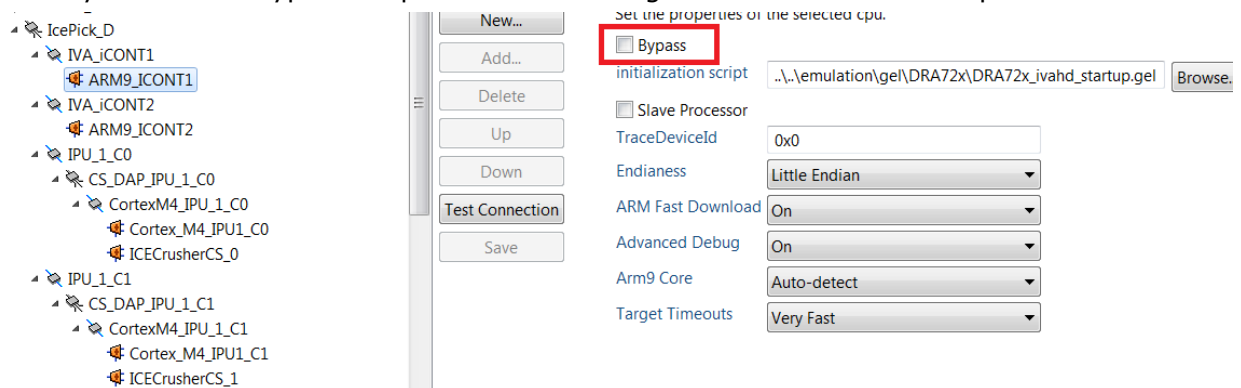 IcePick_D
IVA_iCONT1
ARM9_ICONT1
IVA_iCONT2
ARM9_ICONT2
IPU_1_C0
CS_DAP_IPU_1_C0
CortexM4_IPU_1_C0
Cortex_M4_IPU1_C0
ICECrusherCS_0
IPU_1_C1
CS_DAP_IPU_1_C1
CortexM4_IPU_1_C1
Cortex_M4_IPU1_C1
ICECrusherCS_1
New...
Add...
Delete
Up
Down
Test Connection
Save
Set the properties of the selected cpu.
Bypass
initialization script ..\..\emulation\gel\DRA72x\DRA72x_ivahd_startup.gel Browse..
Slave Processor
TraceDeviceId 0x0
Endianess Little Endian
ARM Fast Download On
Advanced Debug On
Arm9 Core Auto-detect
Target Timeouts Very Fast